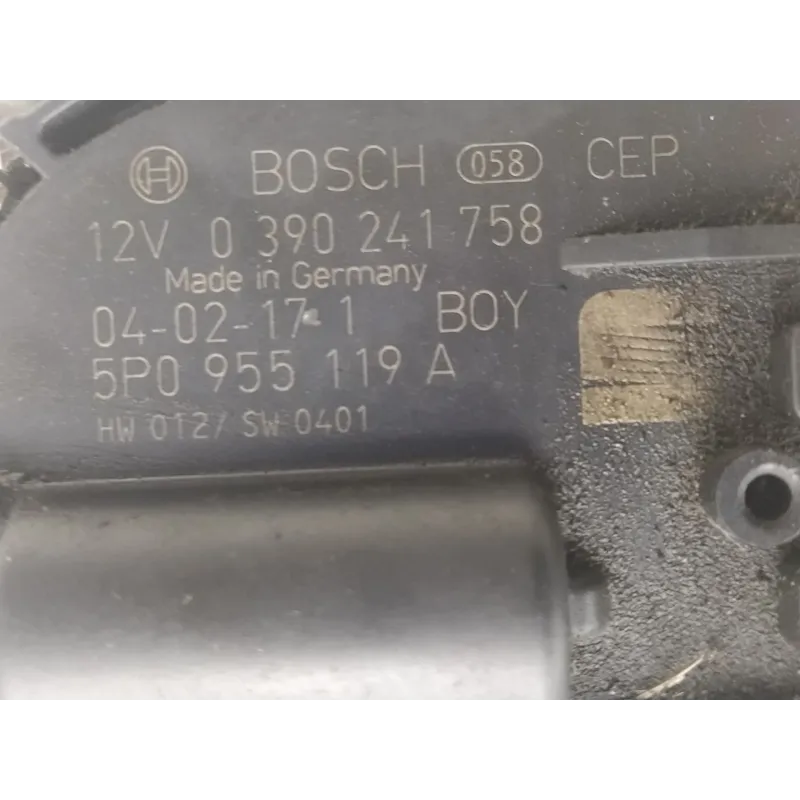 BOSCH 058 CEP
12V 0 390 241 758
Made in Germany
04-02-17 1 BOY
5P0 955 119 A
HW 012/ SW 0401